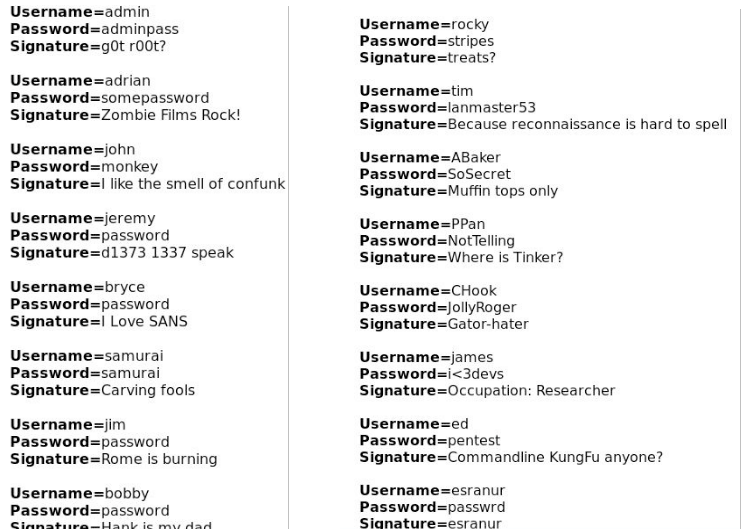 Username=admin
Password=adminpass
Signature=g0t r00t?
Username=adrian
Password=somepassword
Signature=Zombie Films Rock!
Username=john
Password=monkey
Signature=I like the smell of confunk
Username=jeremy
Password=password
Signature=d1373 1337 speak
Username=bryce
Password=password
Signature=I Love SANS
Username=samurai
Password=samurai
Signature=Carving fools
Username=jim
Password=password
Signature=Rome is burning
Username=bobby
Password=password
Signature=Hank is my dad
Username=rocky
Password=stripes
Signature=treats?
Username=tim
Password=lanmaster53
Signature=Because reconnaissance is hard to spell
Username=ABaker
Password=SoSecret
Signature=Muffin tops only
Username=PPan
Password=NotTelling
Signature=Where is Tinker?
Username=CHook
Password=JollyRoger
Signature=Gator-hater
Username=james
Password=i<3devs
Signature=Occupation: Researcher
Username=ed
Password=pentest
Signature=Commandline KungFu anyone?
Username=esranur
Password=passwrd
Signature=esranur